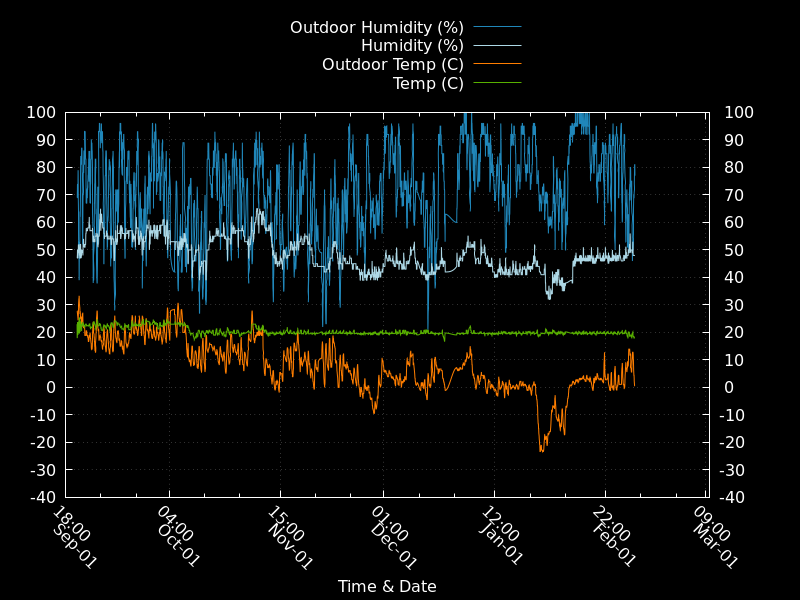 Outdoor Humidity (%)
Humidity (%)
Outdoor Temp (C)
Temp (C)
100 100
90 90
80 80
70 70
60 60
50 50
40 40
30 30
20 20
10 10
0 0
-10 -10
-20 -20
-30 -30
-40 -40
18:00 04:00 15:00 01:00 12:00 22:00 09:00
Sep-01 Oct-01 Nov-01 Dec-01 Jan-01 Feb-01 Mar-01
Time & Date